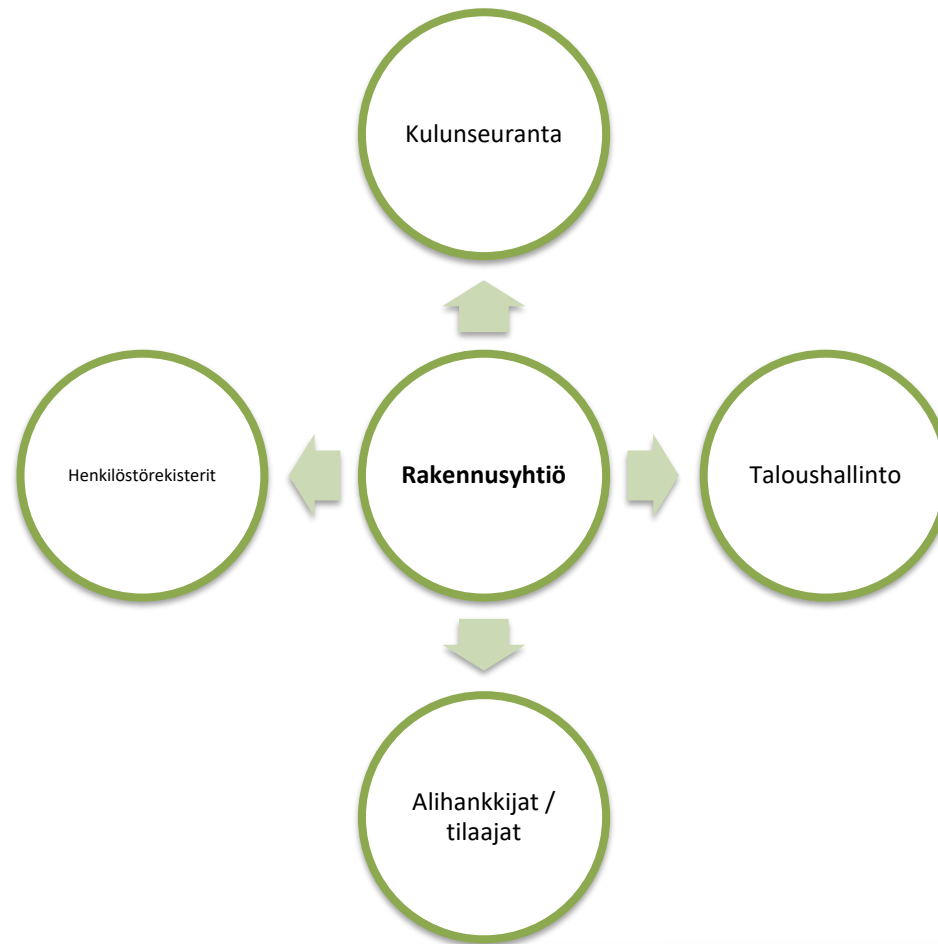 Kulunseuranta
Henkilöstörekisterit
Rakennusyhtiö
Taloushallinto
Alihankkijat /
tilaajat